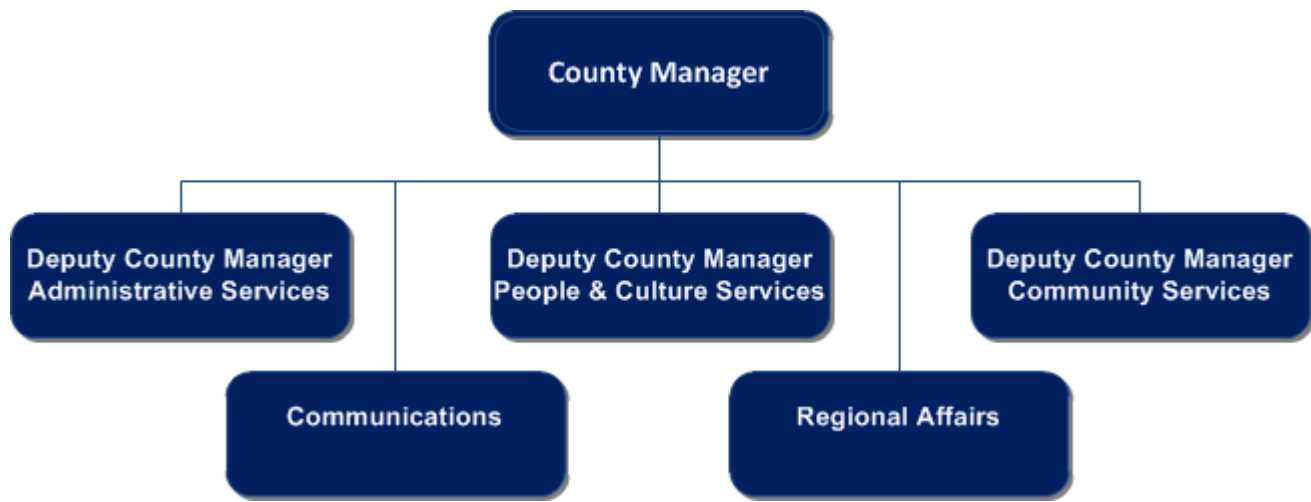 County Manager
Deputy County Manager
Administrative Services
Deputy County Manager
People & Culture Services
Deputy County Manager
Community Services
Communications
Regional Affairs